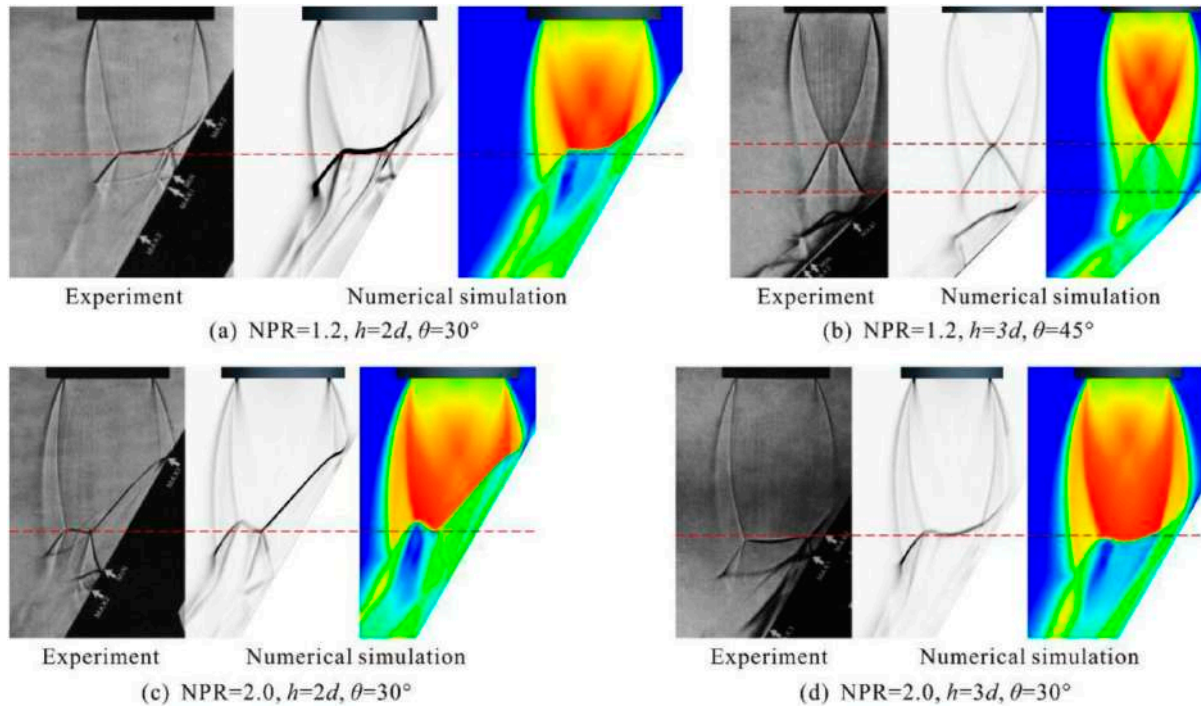 Experiment Numerical simulation Experiment Numerical simulation
(a) NPR=1.2, h=2d, θ=30° (b) NPR=1.2, h=3d, θ=45°
Experiment Numerical simulation Experiment Numerical simulation
(c) NPR=2.0, h=2d, θ=30° (d) NPR=2.0, h=3d, θ=30°